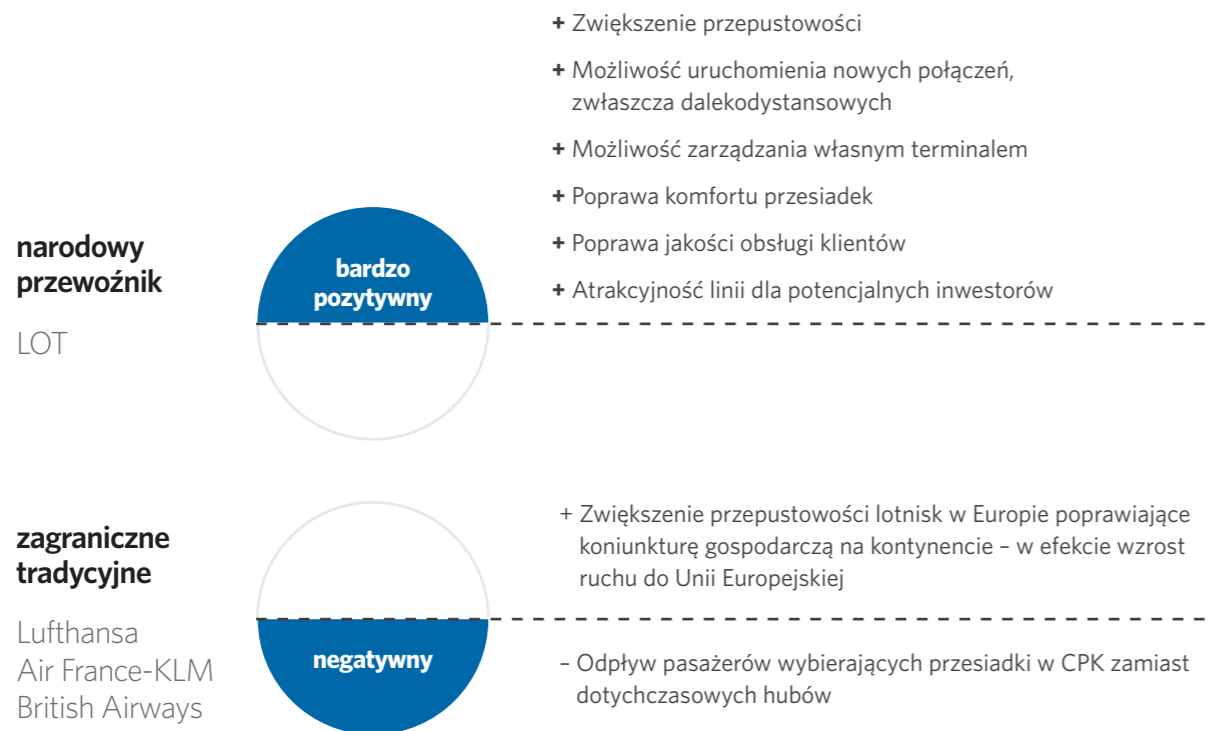 + Zwiększenie przepustowości
+ Możliwość uruchomienia nowych połączeń,
zwłaszcza dalekodystansowych
+ Możliwość zarządzania własnym terminalem
+ Poprawa komfortu przesiadek
+ Poprawa jakości obsługi klientów
+ Atrakcyjność linii dla potencjalnych inwestorów
narodowy
przewoźnik
LOT
bardzo
pozytywny
+ Zwiększenie przepustowości lotnisk w Europie poprawiające
koniunkturę gospodarczą na kontynencie – w efekcie wzrost
ruchu do Unii Europejskiej
zagraniczne
tradycyjne
Lufthansa
Air France-KLM
British Airways
negatywny
– Odpływ pasażerów wybierających przesiadki w CPK zamiast
dotychczasowych hubów